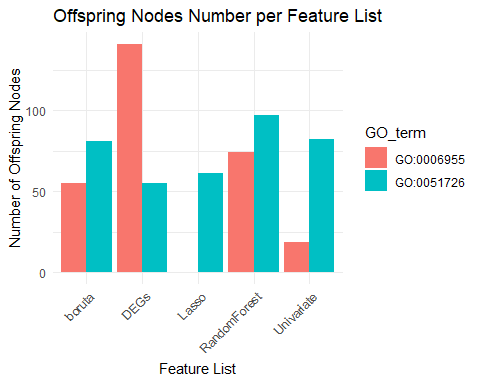 Offspring Nodes Number per Feature List
Number of Offspring Nodes
100
50
0
boruta
DEGs
Lasso
RandomForest
Univariate
Feature List
GO_term
GO:0006955
GO:0051726